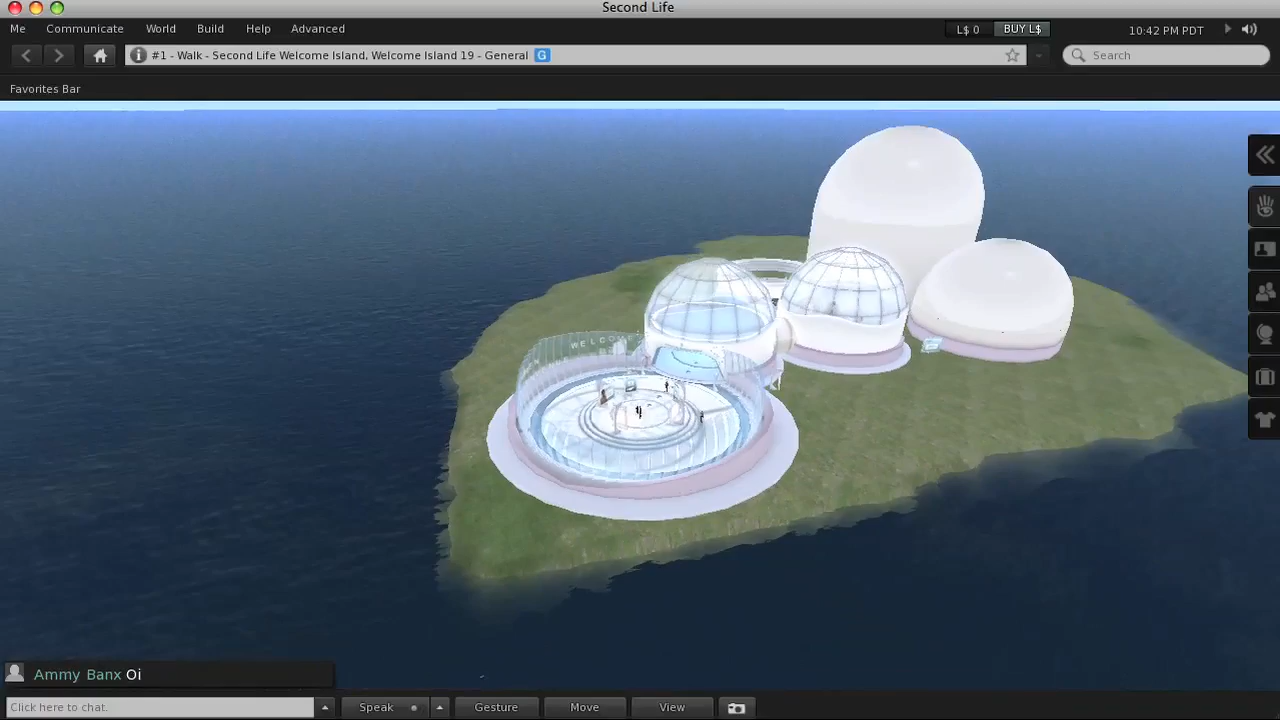 Second Life
Me Communicate World Build Help Advanced L$ 0 BUY L$ 10:42 PM PDT
#1 - Walk - Second Life Welcome Island, Welcome Island 19 - General G Search
Favorites Bar
WELCOME
Ammy Banx Oi
Click here to chat. Speak Gesture Move View